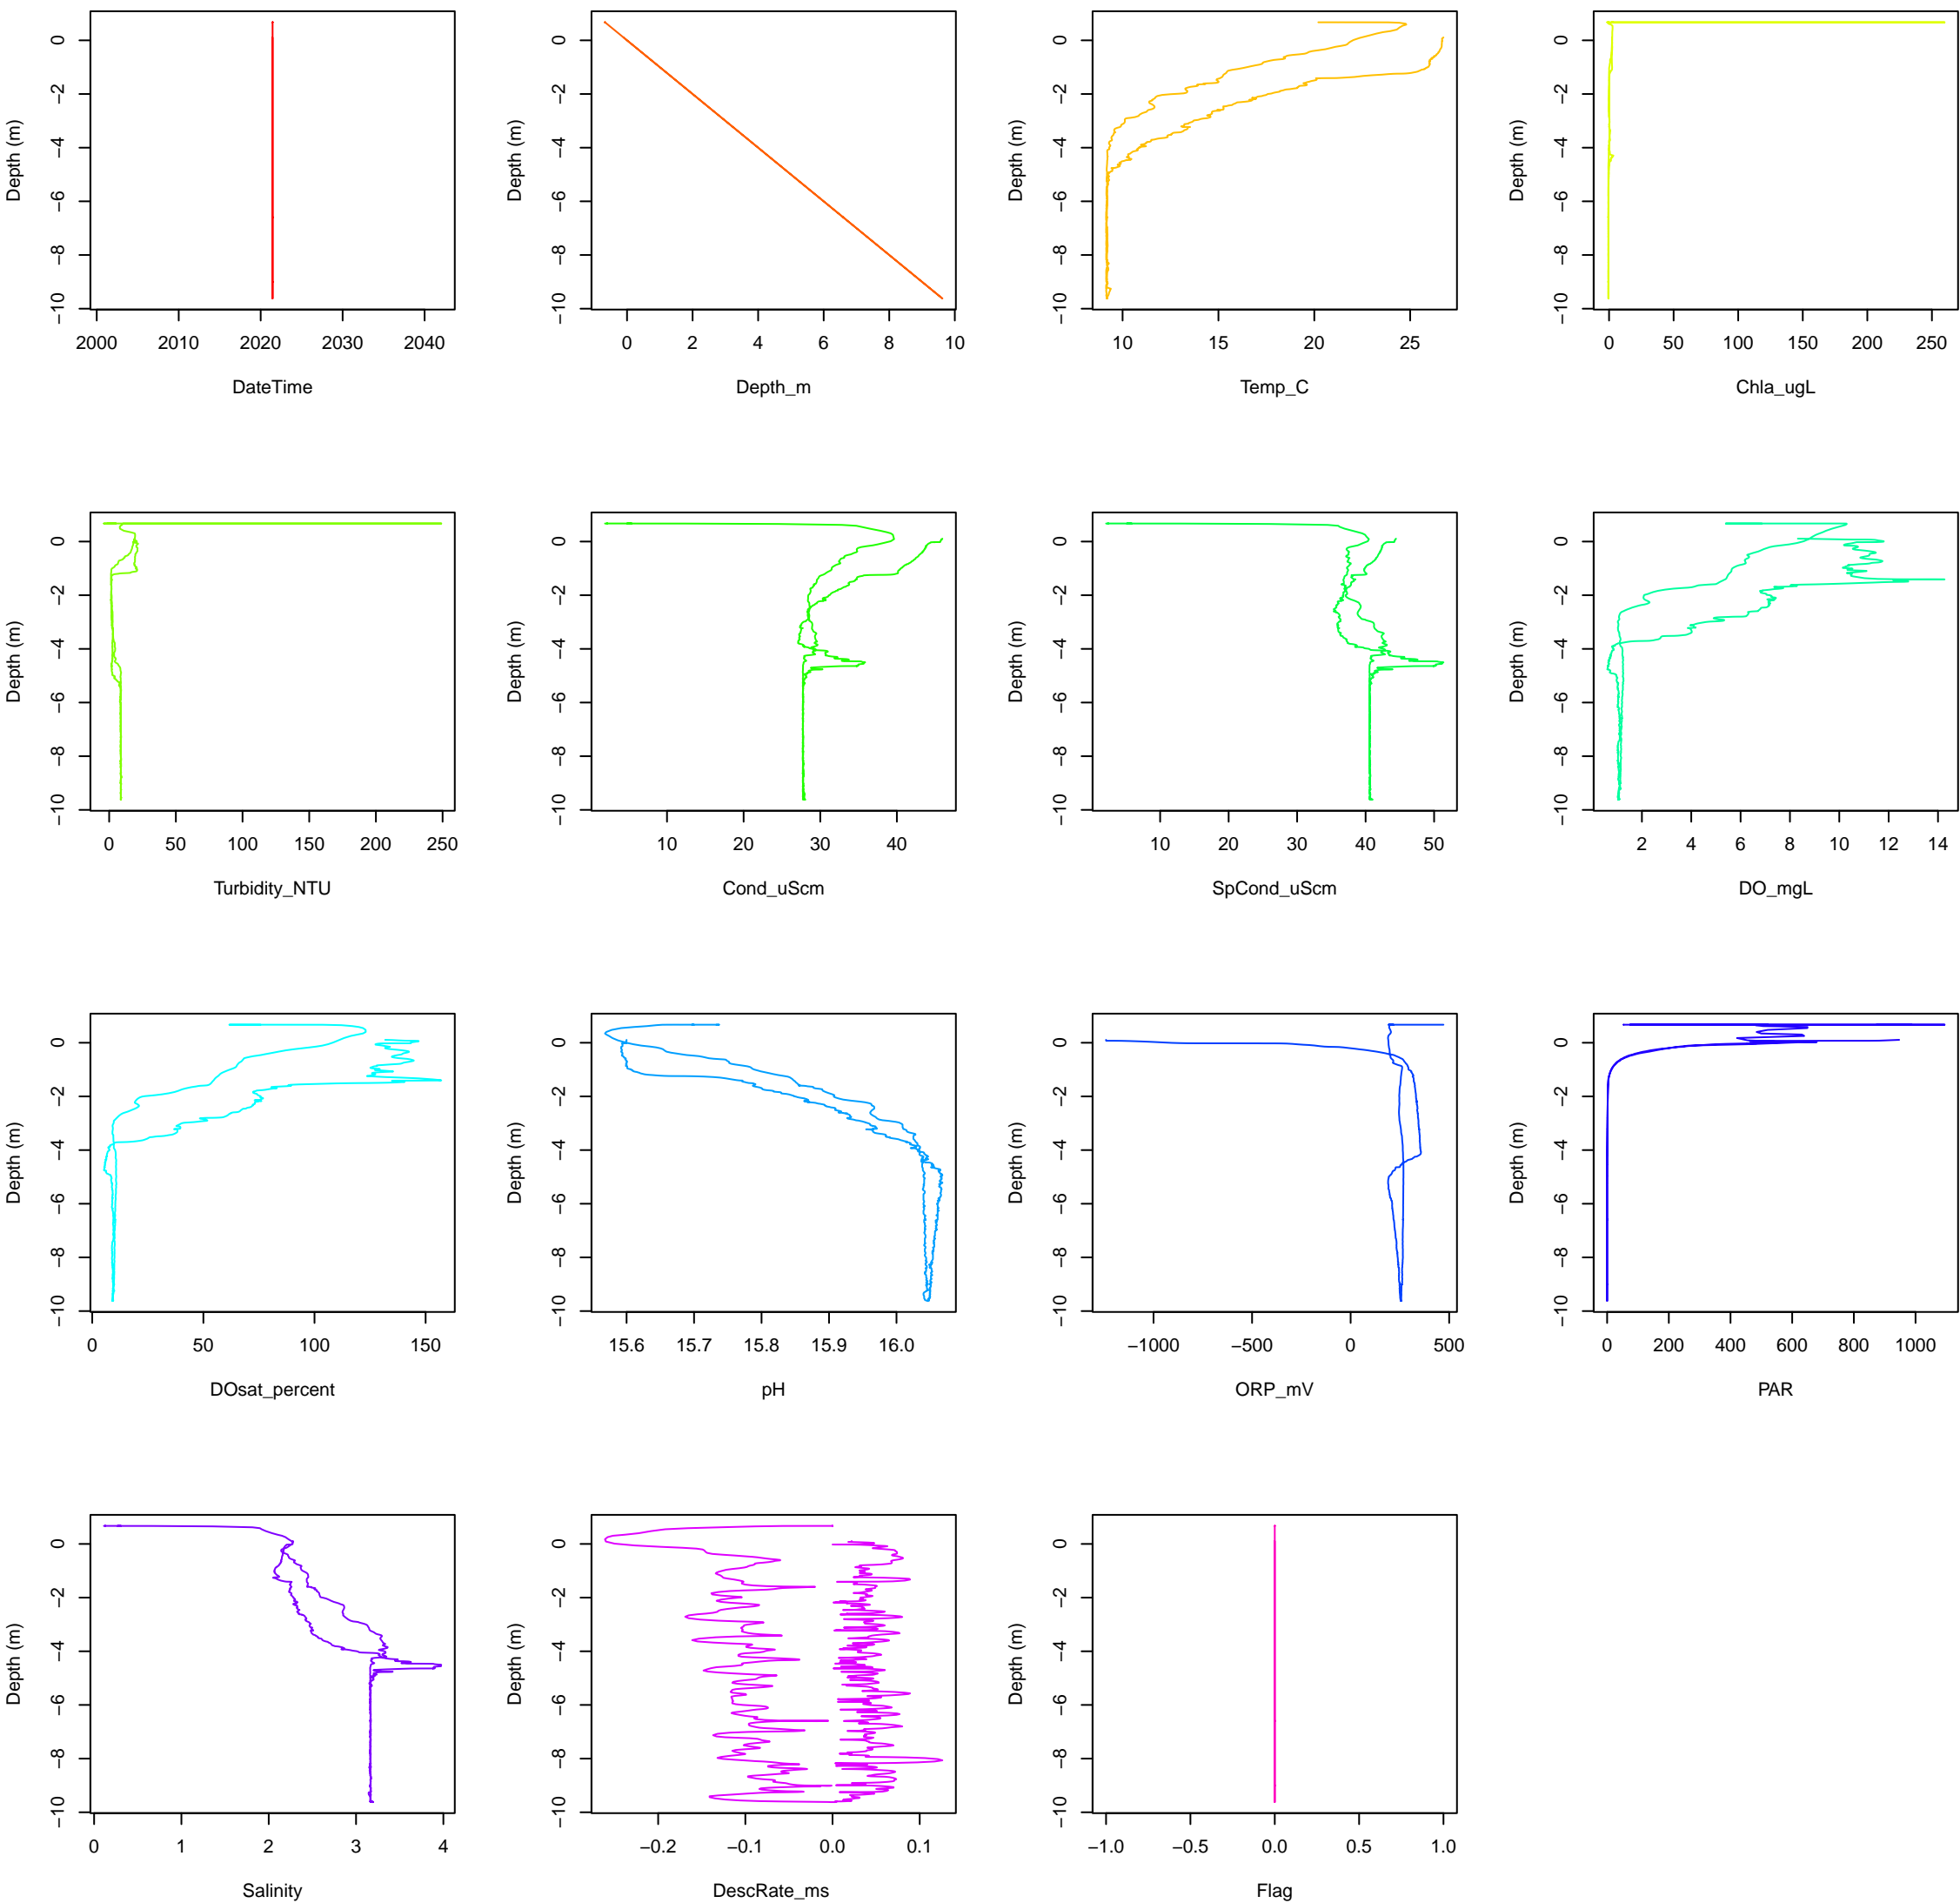 Depth (m)
0
−2
−4
−6
−8
−10
2000 2010 2020 2030 2040
DateTime
Depth (m)
0
−2
−4
−6
−8
−10
0 2 4 6 8 10
Depth_m
Depth (m)
0
−2
−4
−6
−8
−10
10 15 20 25
Temp_C
Depth (m)
0
−2
−4
−6
−8
−10
0 50 100 150 200 250
Chla_ugL
Depth (m)
0
−2
−4
−6
−8
−10
0 50 100 150 200 250
Turbidity_NTU
Depth (m)
0
−2
−4
−6
−8
−10
10 20 30 40
Cond_uScm
Depth (m)
0
−2
−4
−6
−8
−10
10 20 30 40 50
SpCond_uScm
Depth (m)
0
−2
−4
−6
−8
−10
2 4 6 8 10 12 14
DO_mgL
Depth (m)
0
−2
−4
−6
−8
−10
0 50 100 150
DOsat_percent
Depth (m)
0
−2
−4
−6
−8
−10
15.6 15.7 15.8 15.9 16.0
pH
Depth (m)
0
−2
−4
−6
−8
−10
−1000 −500 0 500
ORP_mV
Depth (m)
0
−2
−4
−6
−8
−10
0 200 400 600 800 1000
PAR
Depth (m)
0
−2
−4
−6
−8
−10
0 1 2 3 4
Salinity
Depth (m)
0
−2
−4
−6
−8
−10
−0.2 −0.1 0.0 0.1
DescRate_ms
Depth (m)
0
−2
−4
−6
−8
−10
−1.0 −0.5 0.0 0.5 1.0
Flag